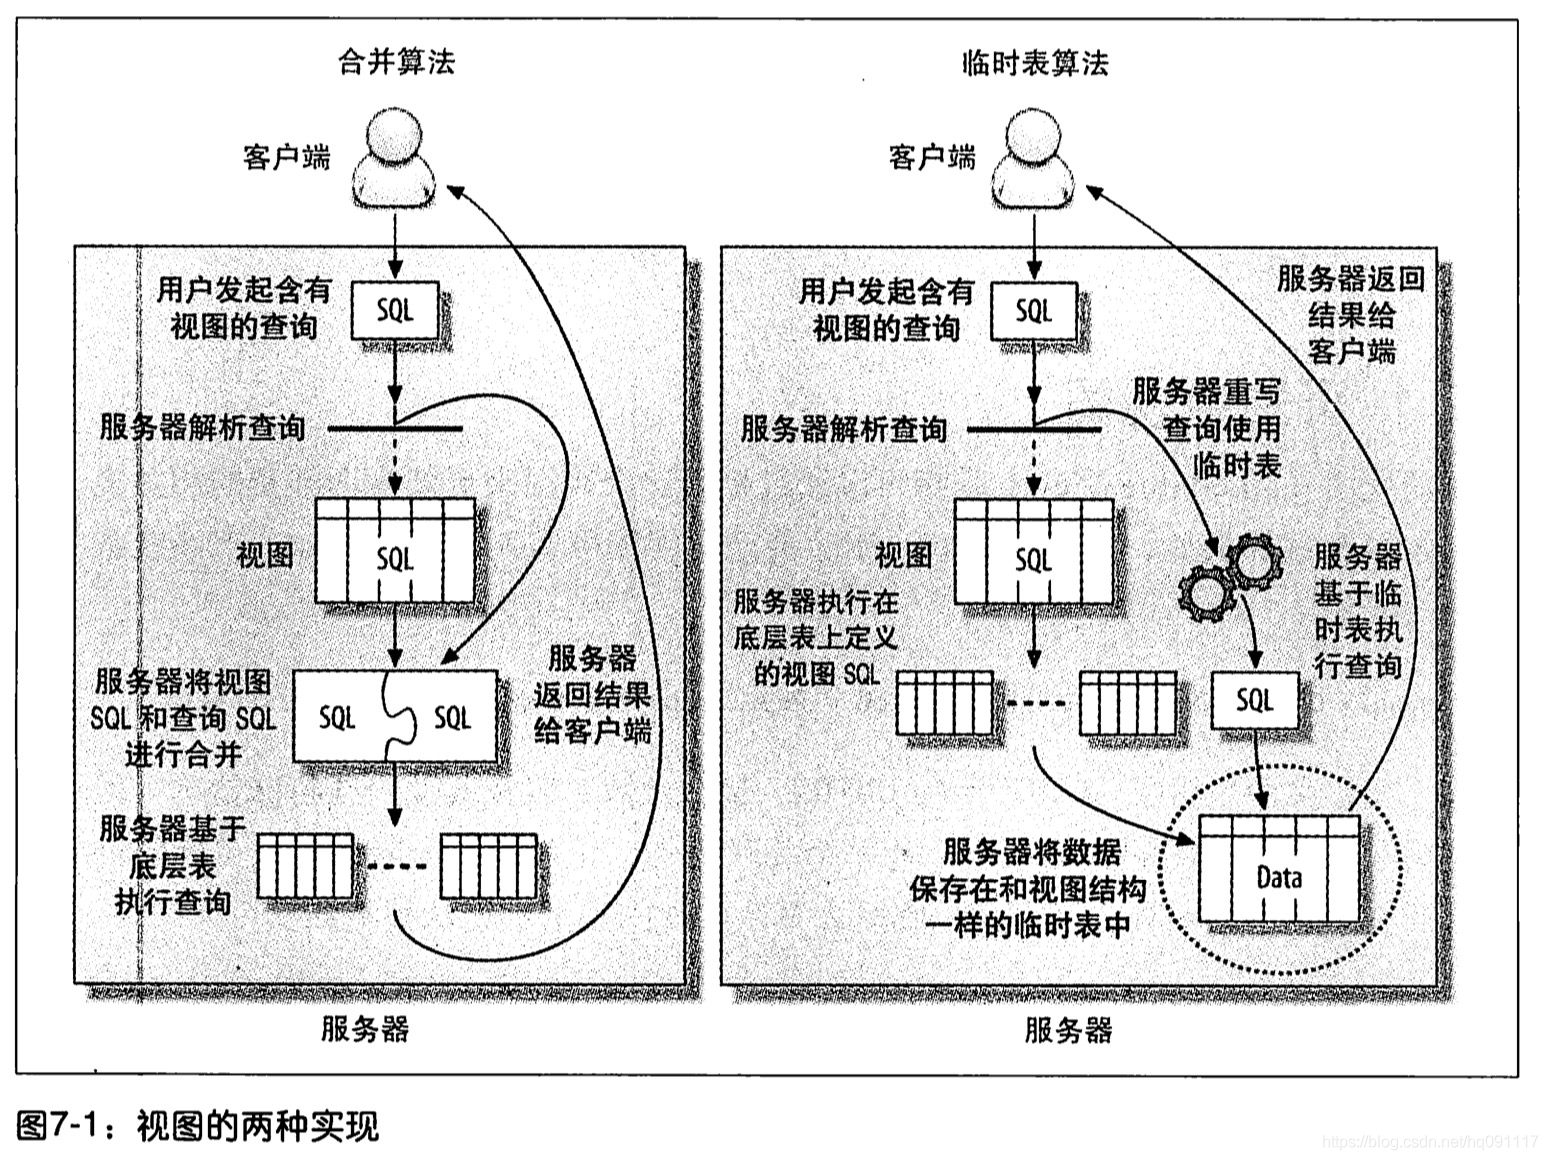 合并算法
客户端
用户发起含有
视图的查询
SQL
服务器解析查询
视图
SQL
服务器将视图
SQL 和查询 SQL
进行合并
SQL
SQL
服务器
返回结果
给客户端
服务器基于
底层表
执行查询
服务器
临时表算法
客户端
用户发起含有
视图的查询
SQL
服务器返回
结果给
客户端
服务器解析查询
服务器重写
查询使用
临时表
视图
SQL
服务器执行在
底层表上定义
的视图 SQL
服务器
基于临
时表执
行查询
SQL
服务器将数据
保存在和视图结构
一样的临时表中
Data
服务器
图7-1：视图的两种实现
https://blog.csdn.net/hq091117